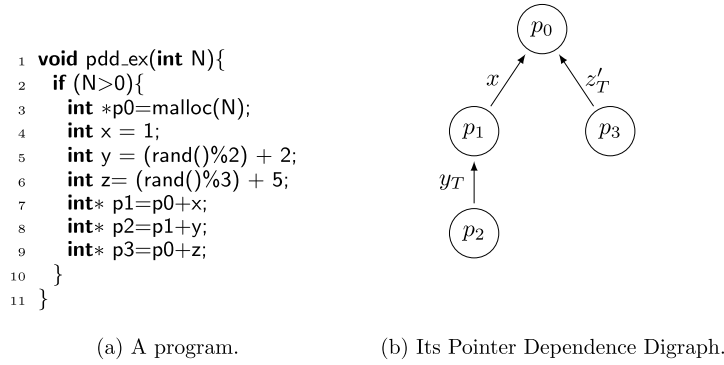 1 void pdd_ex(int N){
2 if (N>0){
3 int *p0=malloc(N);
4 int x = 1;
5 int y = (rand()%2) + 2;
6 int z= (rand()%3) + 5;
7 int* p1=p0+x;
8 int* p2=p1+y;
9 int* p3=p0+z;
10 }
11 }
(a) A program.
p₀
x
z′_T
p₁
p₃
y_T
p₂
(b) Its Pointer Dependence Digraph.